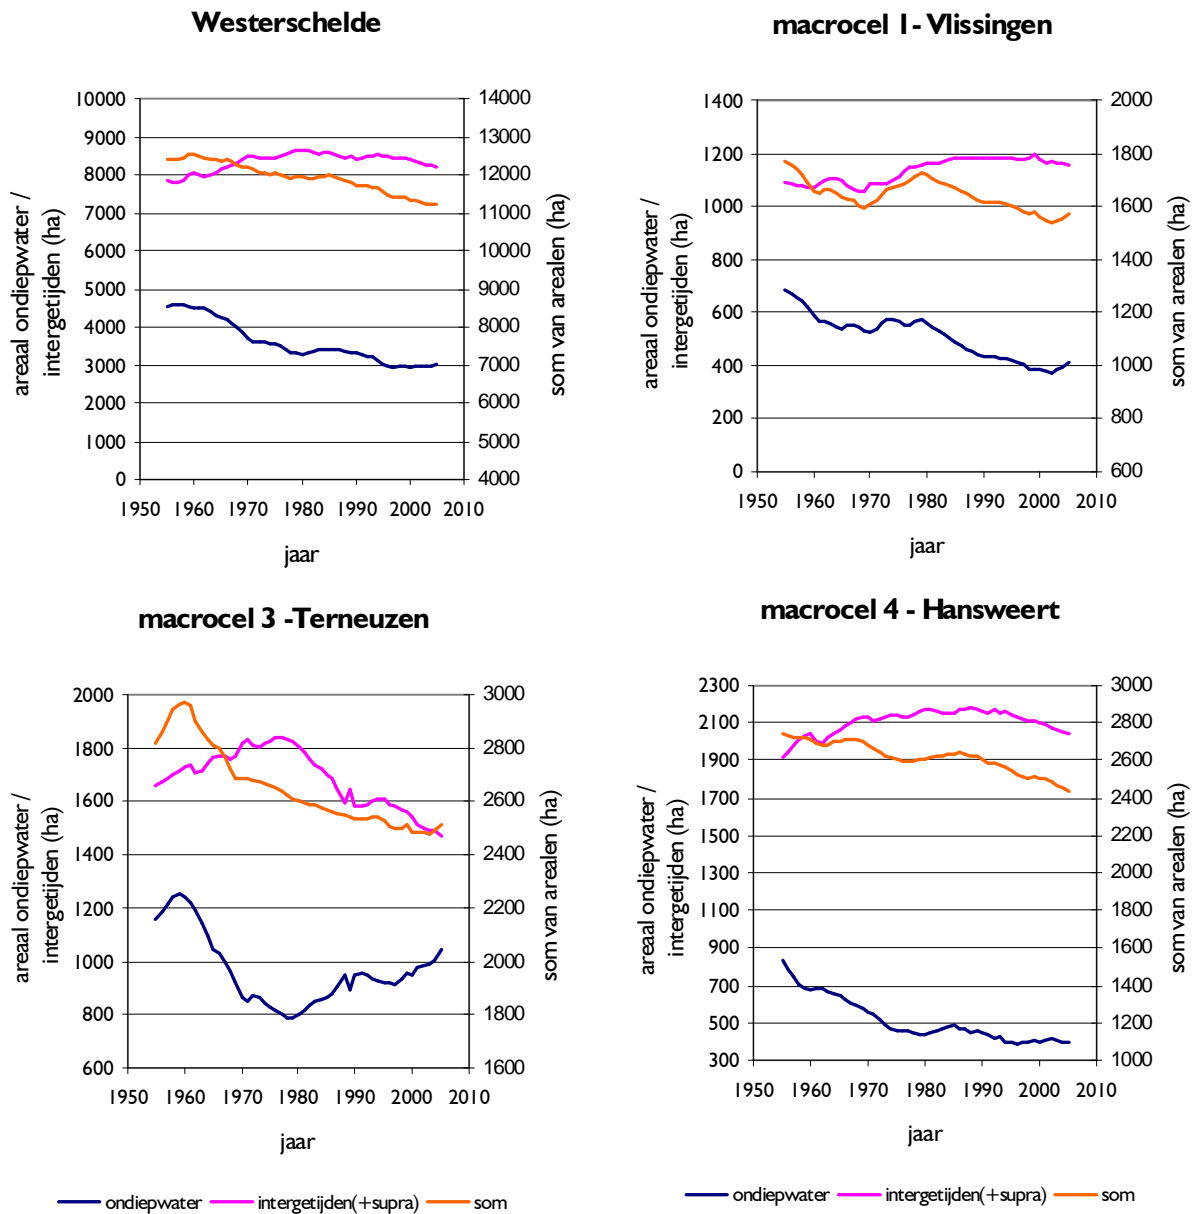 Westerschelde
areaal ondiepwater /
intergetijden (ha)
10000
9000
8000
7000
6000
5000
4000
3000
2000
1000
0
14000
13000
12000
11000
10000
9000
8000
7000
6000
5000
4000
som van arealen (ha)
1950 1960 1970 1980 1990 2000 2010
jaar
macrocel 1- Vlissingen
areaal ondiepwater /
intergetijden (ha)
1400
1200
1000
800
600
400
200
0
2000
1800
1600
1400
1200
1000
800
600
som van arealen (ha)
1950 1960 1970 1980 1990 2000 2010
jaar
macrocel 3 -Terneuzen
areaal ondiepwater /
intergetijden (ha)
2000
1800
1600
1400
1200
1000
800
600
3000
2800
2600
2400
2200
2000
1800
1600
som van arealen (ha)
1950 1960 1970 1980 1990 2000 2010
jaar
ondiepwater intergetijden(+supra) som
macrocel 4 - Hansweert
areaal ondiepwater /
intergetijden (ha)
2300
2100
1900
1700
1500
1300
1100
900
700
500
300
3000
2800
2600
2400
2200
2000
1800
1600
1400
1200
1000
som van arealen (ha)
1950 1960 1970 1980 1990 2000 2010
jaar
ondiepwater intergetijden(+supra) som